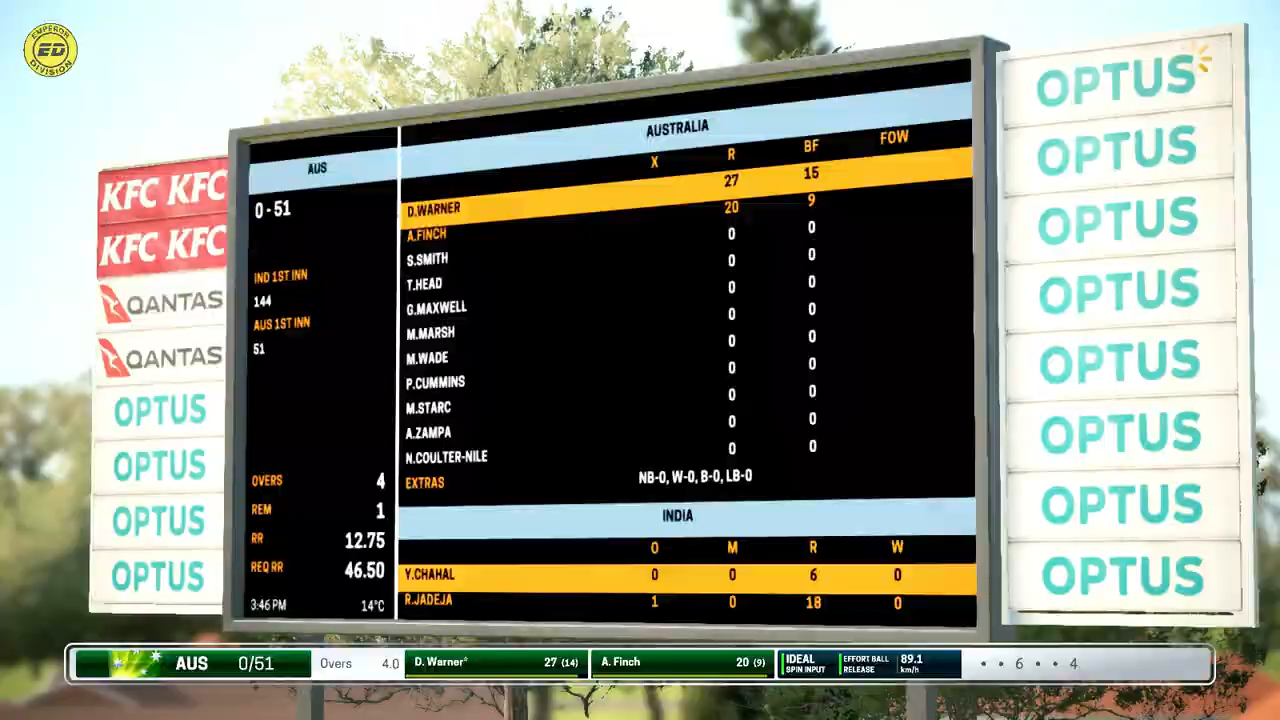 EMPEROR
ED
DIVISION
KFC KFC
KFC KFC
QANTAS
QANTAS
OPTUS
OPTUS
OPTUS
OPTUS
AUS
0 - 51
IND 1ST INN
144
AUS 1ST INN
51
OVERS 4
REM 1
RR 12.75
REQ RR 46.50
3:46 PM 14°C
AUSTRALIA
X R BF FOW
27 15
D.WARNER 20 9
A.FINCH 0 0
S.SMITH 0 0
T.HEAD 0 0
G.MAXWELL 0 0
M.MARSH 0 0
M.WADE 0 0
P.CUMMINS 0 0
M.STARC 0 0
A.ZAMPA 0 0
N.COULTER-NILE
EXTRAS NB-0, W-0, B-0, LB-0
INDIA
O M R W
Y.CHAHAL 0 0 6 0
R.JADEJA 1 0 18 0
OPTUS
OPTUS
OPTUS
OPTUS
OPTUS
OPTUS
OPTUS
OPTUS
AUS 0/51 Overs 4.0 D. Warner* 27 (14) A. Finch 20 (9)
IDEAL
SPIN INPUT
EFFORT BALL
RELEASE
89.1
km/h
• • 6 • • 4